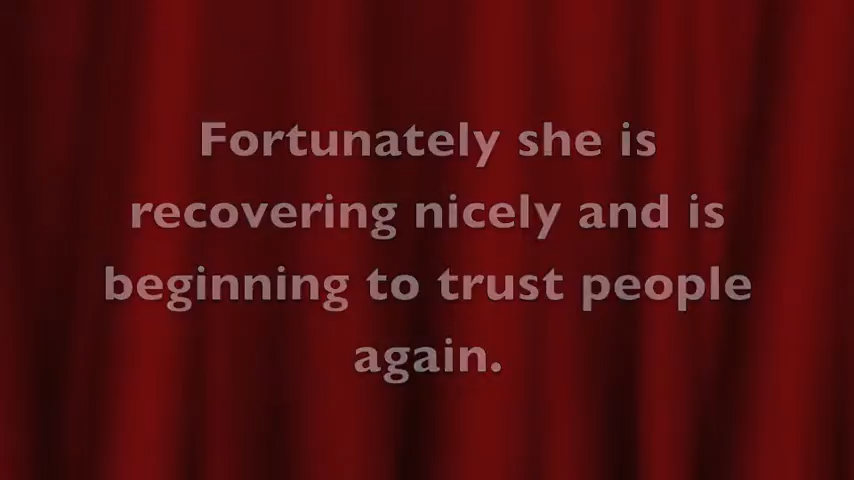 Fortunately she is
recovering nicely and is
beginning to trust people
again.